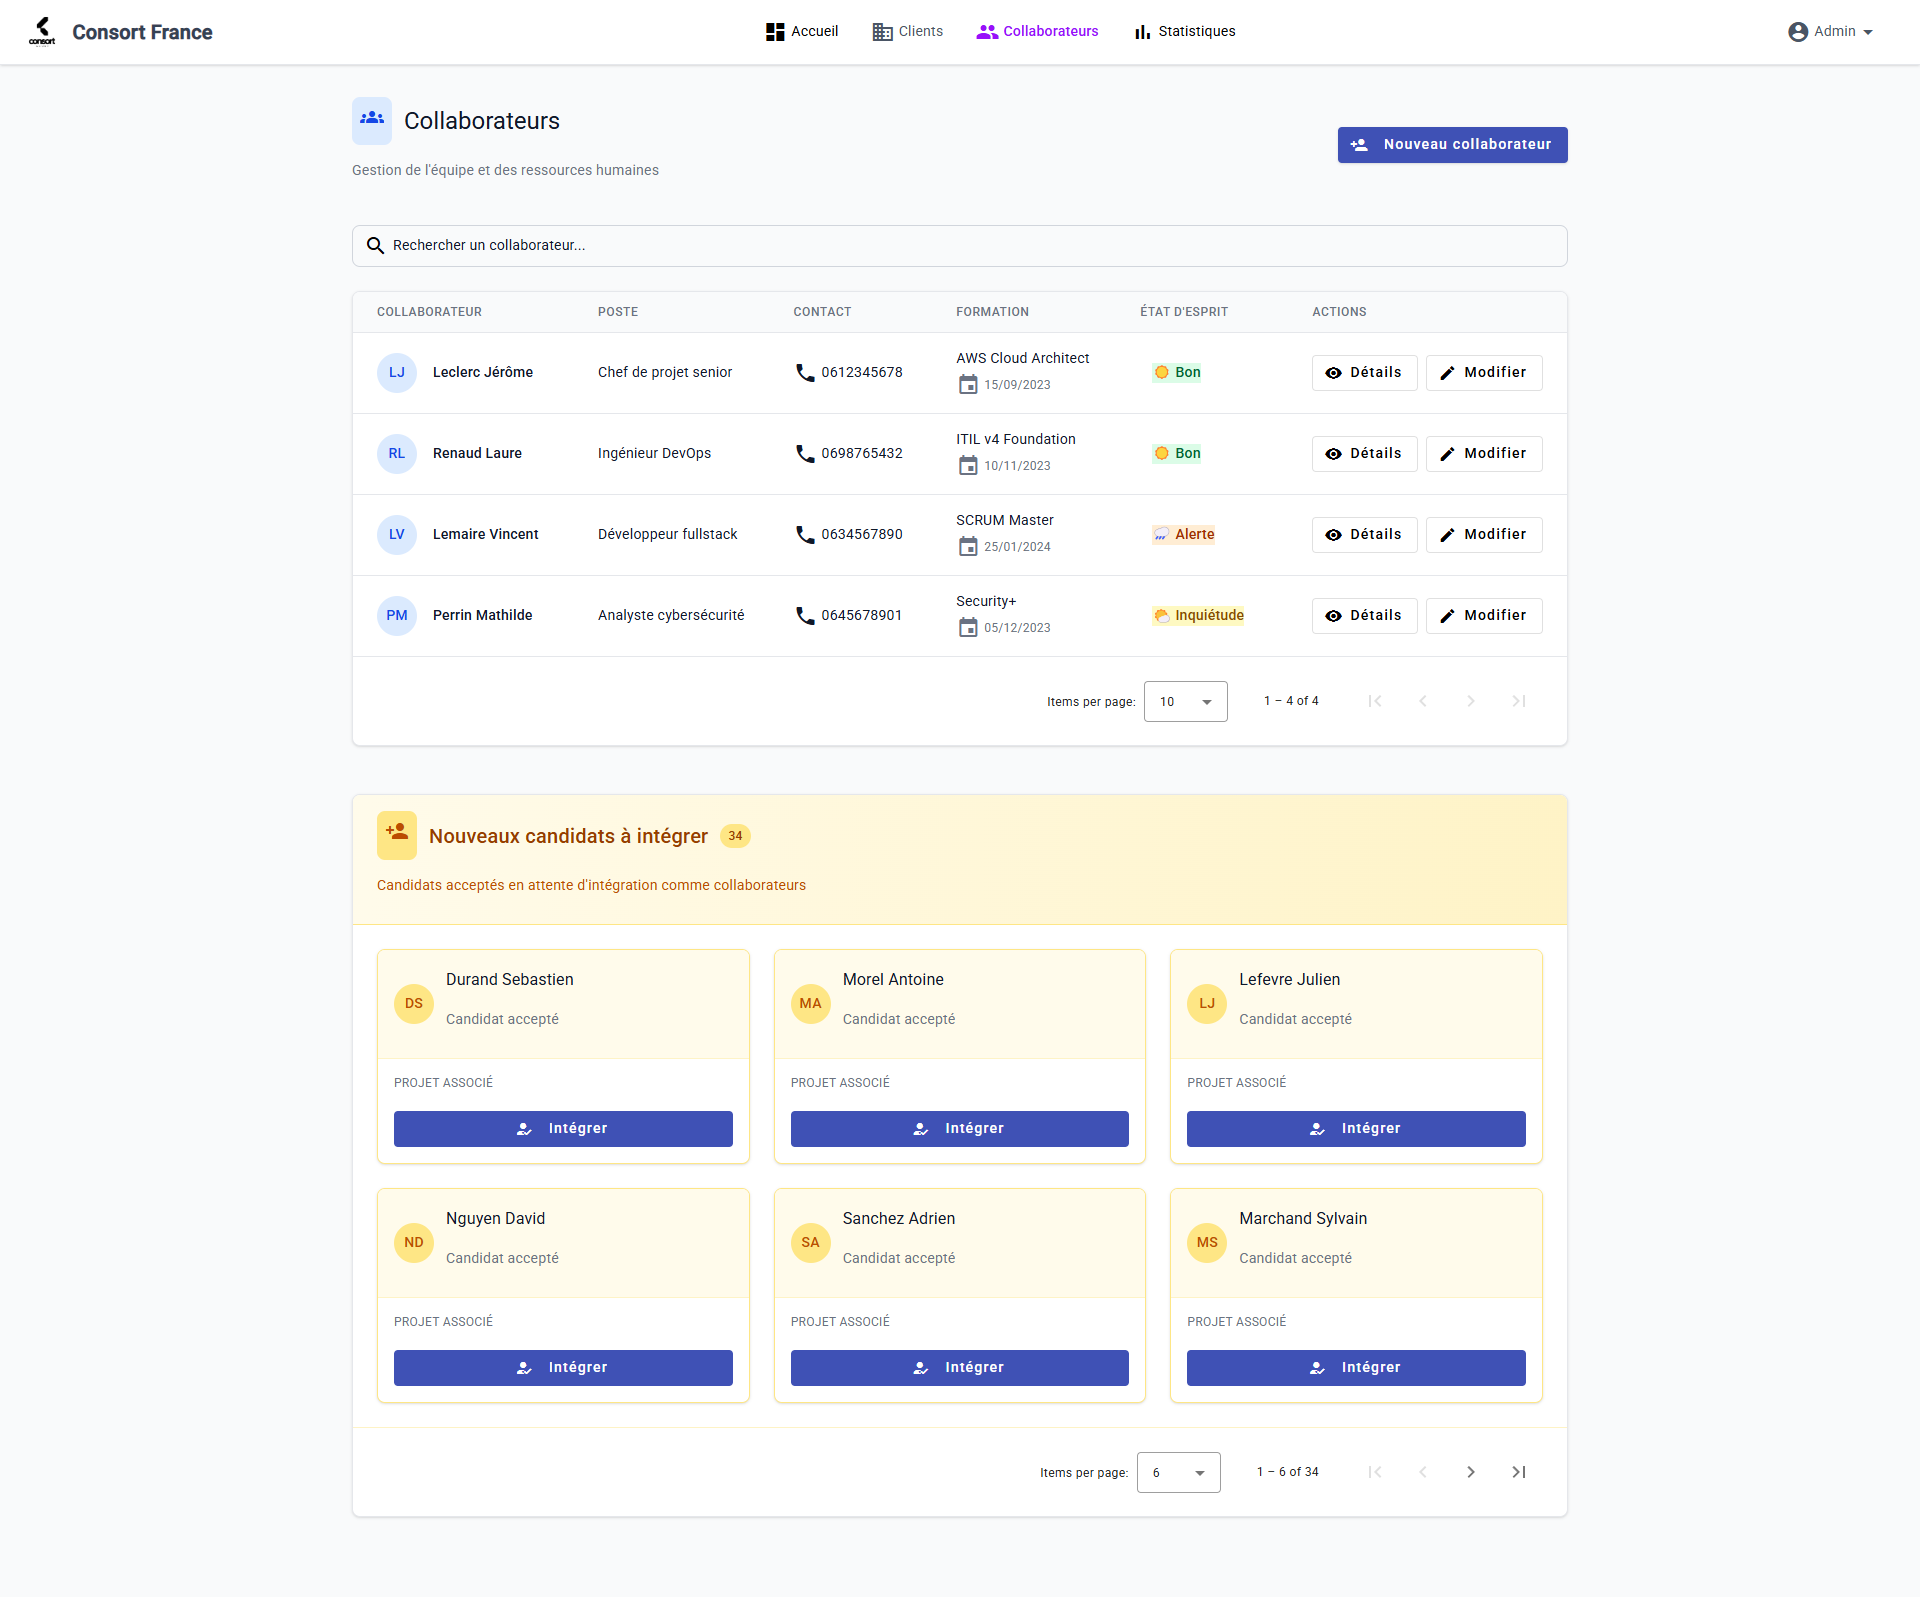 consort
Consort France
Accueil
Clients
Collaborateurs
Statistiques
Admin
Collaborateurs
Nouveau collaborateur
Gestion de l'équipe et des ressources humaines
Rechercher un collaborateur...
COLLABORATEUR POSTE CONTACT FORMATION ÉTAT D'ESPRIT ACTIONS
LJ Leclerc Jérôme Chef de projet senior 0612345678 AWS Cloud Architect 15/09/2023 Bon Détails Modifier
RL Renaud Laure Ingénieur DevOps 0698765432 ITIL v4 Foundation 10/11/2023 Bon Détails Modifier
LV Lemaire Vincent Développeur fullstack 0634567890 SCRUM Master 25/01/2024 Alerte Détails Modifier
PM Perrin Mathilde Analyste cybersécurité 0645678901 Security+ 05/12/2023 Inquiétude Détails Modifier
Items per page: 10 1 – 4 of 4
Nouveaux candidats à intégrer 34
Candidats acceptés en attente d'intégration comme collaborateurs
DS Durand Sebastien
Candidat accepté
PROJET ASSOCIÉ
Intégrer
MA Morel Antoine
Candidat accepté
PROJET ASSOCIÉ
Intégrer
LJ Lefevre Julien
Candidat accepté
PROJET ASSOCIÉ
Intégrer
ND Nguyen David
Candidat accepté
PROJET ASSOCIÉ
Intégrer
SA Sanchez Adrien
Candidat accepté
PROJET ASSOCIÉ
Intégrer
MS Marchand Sylvain
Candidat accepté
PROJET ASSOCIÉ
Intégrer
Items per page: 6 1 – 6 of 34